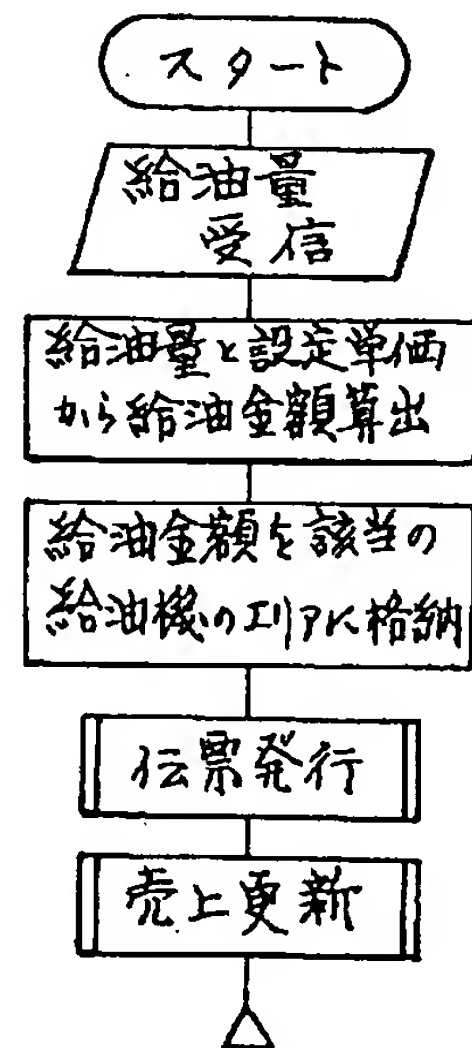 スタート
給油量
受信
給油量と設定単価
から給油金額算出
給油金額を該当の
給油機のエリアに格納
伝票発行
売上更新